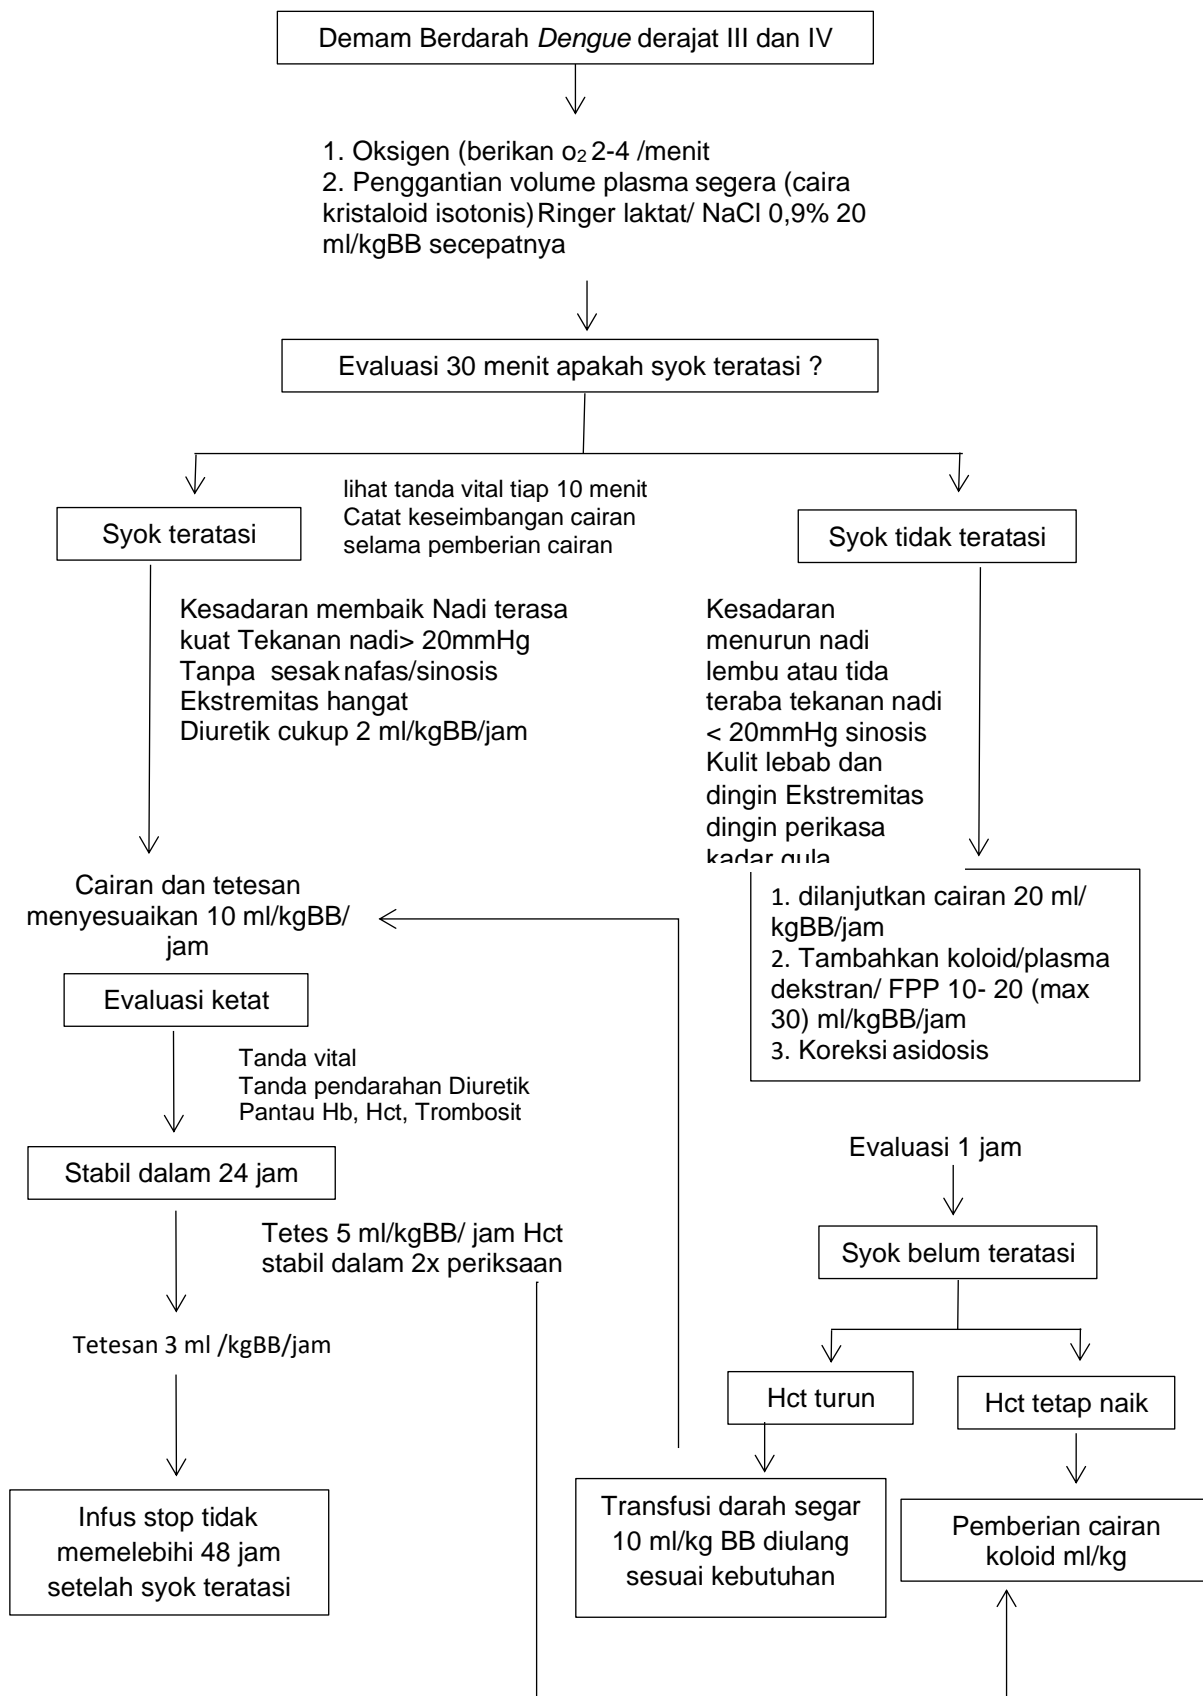 Demam Berdarah Dengue derajat III dan IV
1. Oksigen (berikan o₂ 2-4 /menit
2. Penggantian volume plasma segera (caira
kristaloid isotonis) Ringer laktat/ NaCl 0,9% 20
ml/kgBB secepatnya
Evaluasi 30 menit apakah syok teratasi ?
lihat tanda vital tiap 10 menit
Catat keseimbangan cairan
selama pemberian cairan
Syok teratasi
Kesadaran membaik Nadi terasa
kuat Tekanan nadi> 20mmHg
Tanpa sesak nafas/sinosis
Ekstremitas hangat
Diuretik cukup 2 ml/kgBB/jam
Cairan dan tetesan
menyesuaikan 10 ml/kgBB/
jam
Evaluasi ketat
Tanda vital
Tanda pendarahan Diuretik
Pantau Hb, Hct, Trombosit
Stabil dalam 24 jam
Tetes 5 ml/kgBB/ jam Hct
stabil dalam 2x periksaan
Tetesan 3 ml /kgBB/jam
Infus stop tidak
memelebihi 48 jam
setelah syok teratasi
Syok tidak teratasi
Kesadaran
menurun nadi
lembu atau tida
teraba tekanan nadi
< 20mmHg sinosis
Kulit lebab dan
dingin Ekstremitas
dingin perikasa
kadar gula
1. dilanjutkan cairan 20 ml/
kgBB/jam
2. Tambahkan koloid/plasma
dekstran/ FPP 10- 20 (max
30) ml/kgBB/jam
3. Koreksi asidosis
Evaluasi 1 jam
Syok belum teratasi
Hct turun
Hct tetap naik
Transfusi darah segar
10 ml/kg BB diulang
sesuai kebutuhan
Pemberian cairan
koloid ml/kg